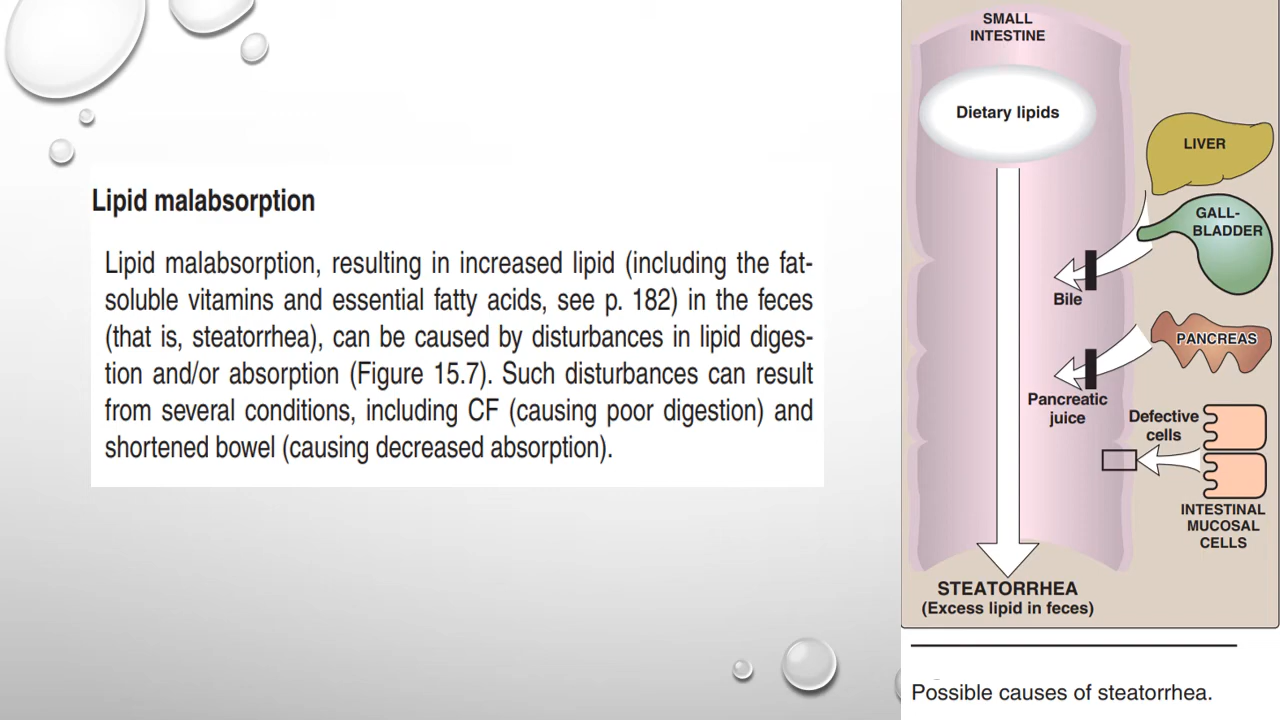 Lipid malabsorption
Lipid malabsorption, resulting in increased lipid (including the fat-
soluble vitamins and essential fatty acids, see p. 182) in the feces
(that is, steatorrhea), can be caused by disturbances in lipid diges-
tion and/or absorption (Figure 15.7). Such disturbances can result
from several conditions, including CF (causing poor digestion) and
shortened bowel (causing decreased absorption).
SMALL
INTESTINE
Dietary lipids
LIVER
GALL-
BLADDER
Bile
PANCREAS
Pancreatic
juice
Defective
cells
INTESTINAL
MUCOSAL
CELLS
STEATORRHEA
(Excess lipid in feces)
Possible causes of steatorrhea.